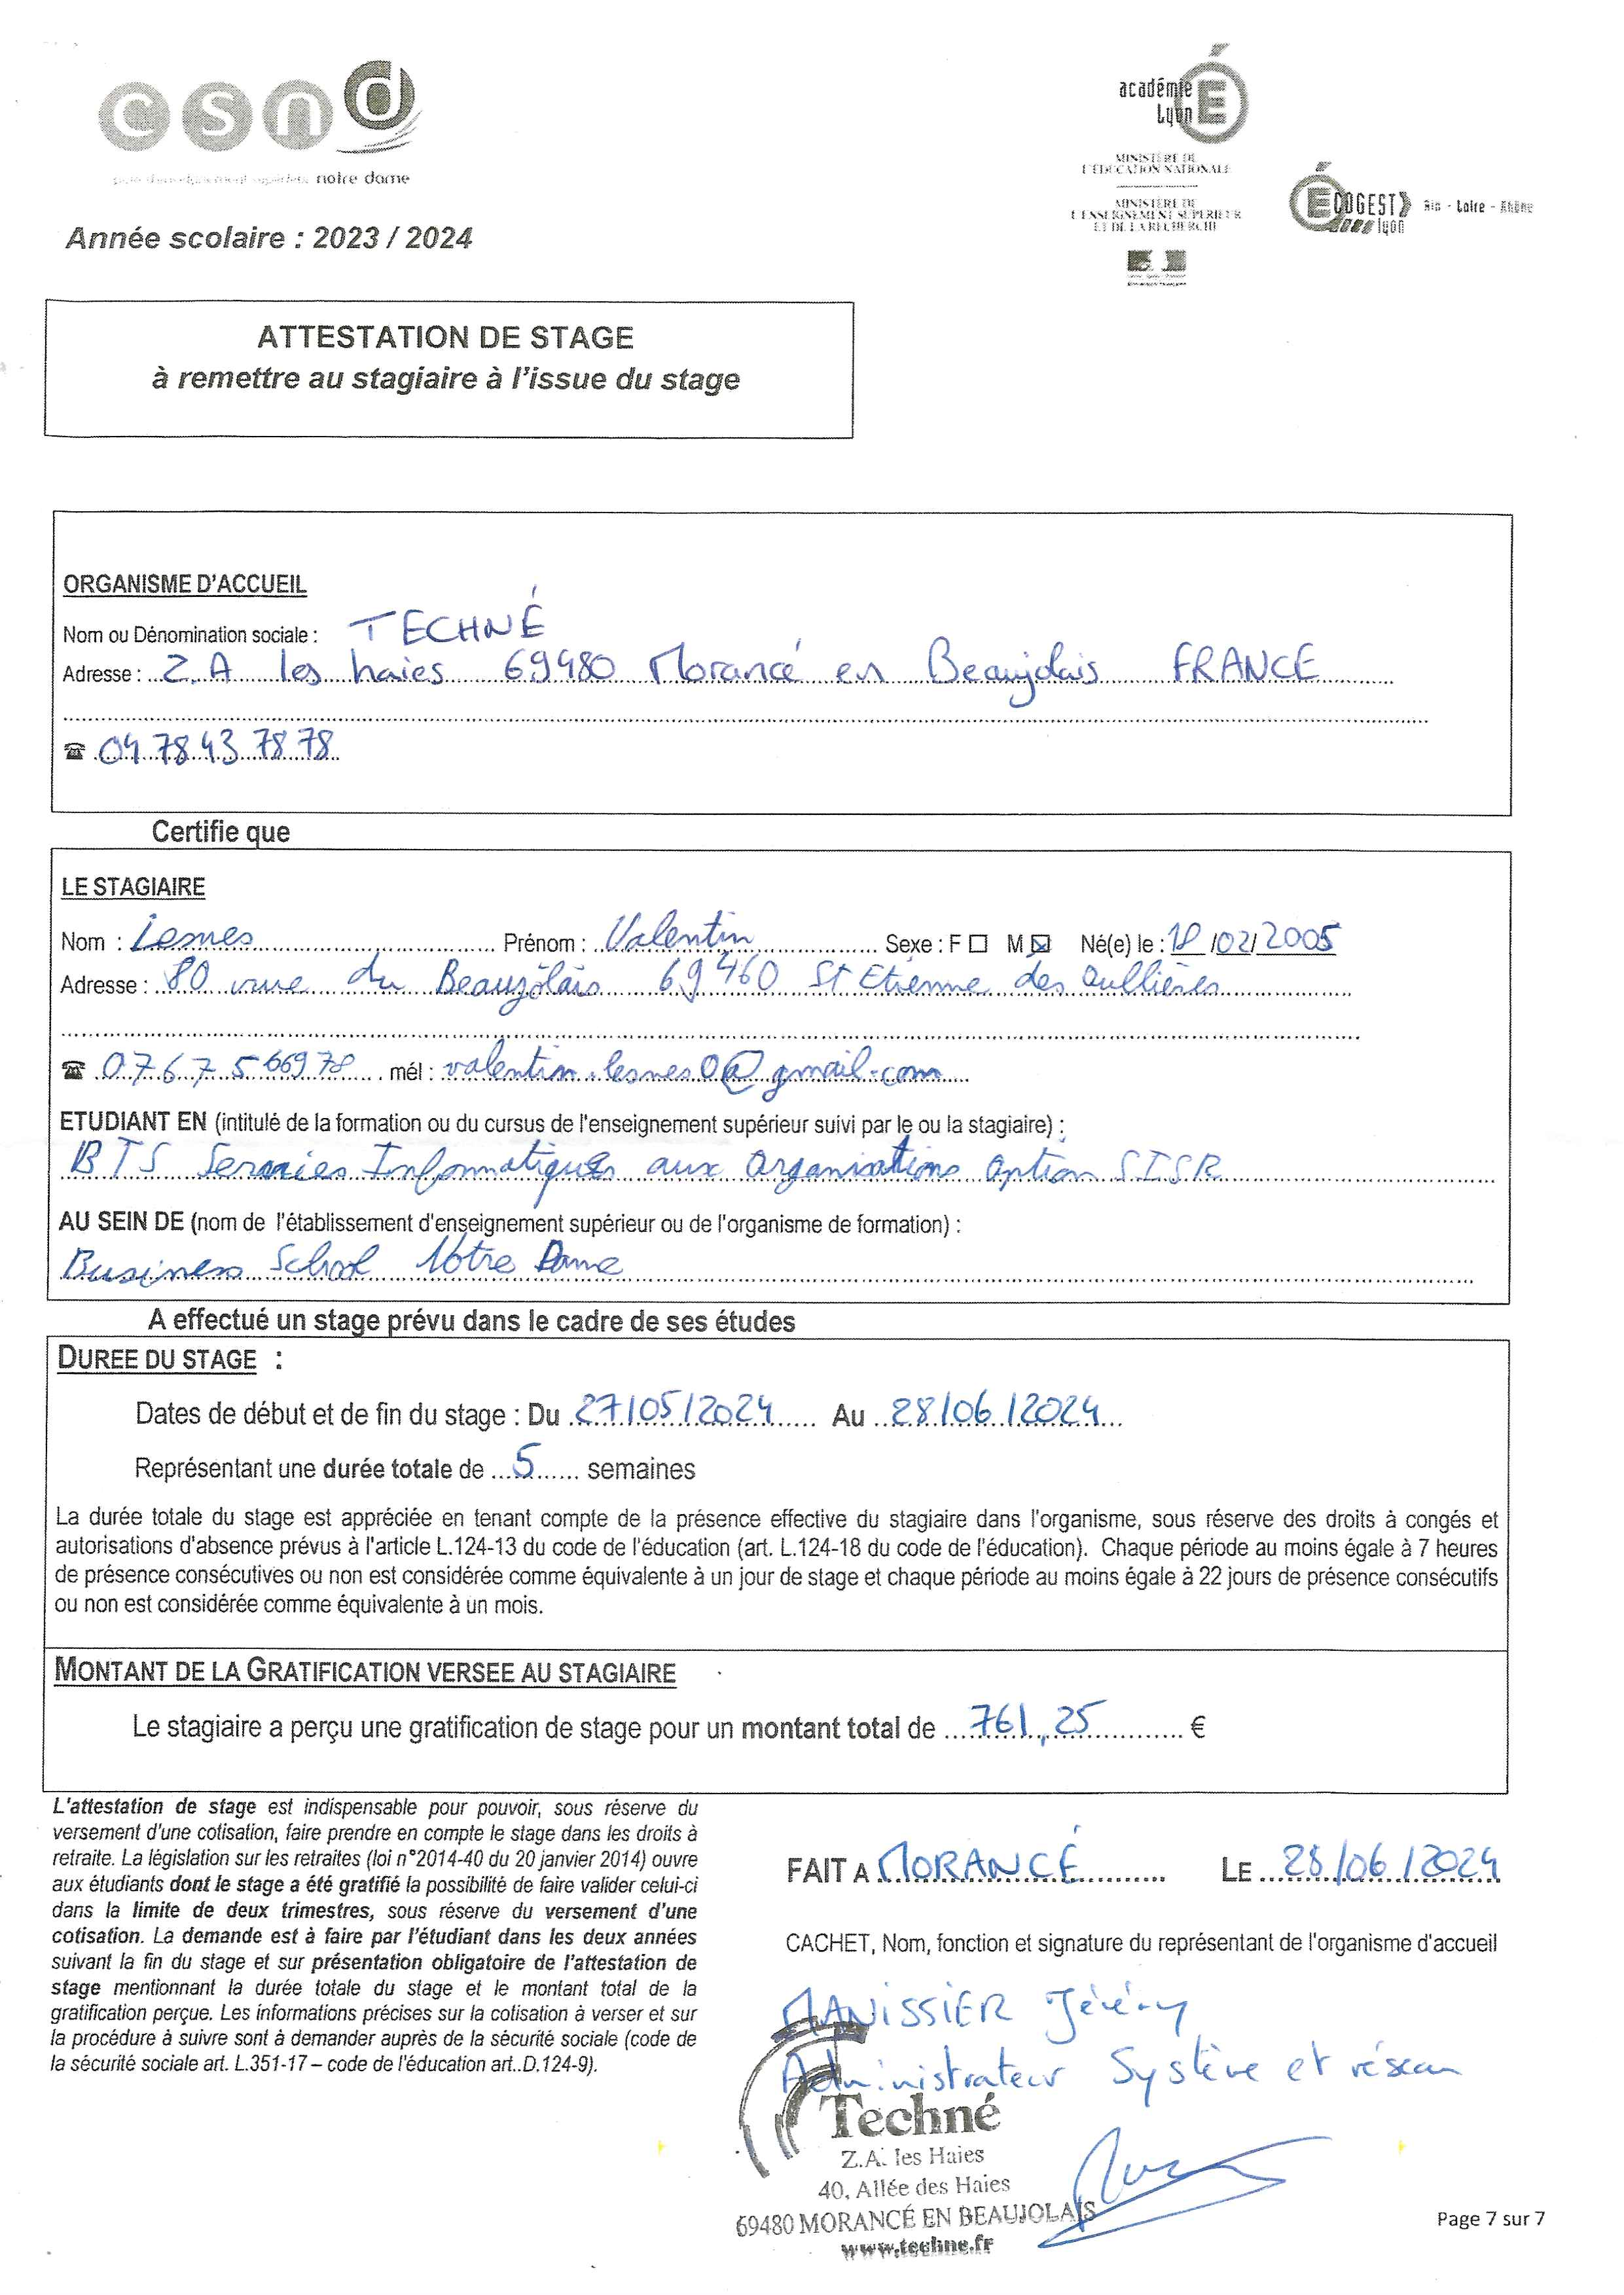 csnd
notre dame
académie
Lyon
MINISTÈRE DE
L'ÉDUCATION NATIONALE
MINISTÈRE DE
L'ENSEIGNEMENT SUPÉRIEUR
ET DE LA RECHERCHE
ÉCOGEST Ain - Loire - Rhône
lyon
Année scolaire : 2023 / 2024
ATTESTATION DE STAGE
à remettre au stagiaire à l'issue du stage
ORGANISME D'ACCUEIL
Nom ou Dénomination sociale : TECHNÉ
Adresse : Z.A les haies 69480 Morancé en Beaujolais FRANCE
☎ 04 78 43 78 78
Certifie que
LE STAGIAIRE
Nom : Lesnes Prénom : Valentin Sexe : F ☐ M ☒ Né(e) le : 18/02/2005
Adresse : 80 rue du Beaujolais 69460 St Etienne des Oullières
☎ 0767566978 mél : valentin.lesnes0@gmail.com
ETUDIANT EN (intitulé de la formation ou du cursus de l'enseignement supérieur suivi par le ou la stagiaire) :
BTS Services Informatiques aux Organisations option SISR
AU SEIN DE (nom de l'établissement d'enseignement supérieur ou de l'organisme de formation) :
Business School Notre Dame
A effectué un stage prévu dans le cadre de ses études
DUREE DU STAGE :
Dates de début et de fin du stage : Du 27/05/2024 Au 28/06/2024
Représentant une durée totale de 5 semaines
La durée totale du stage est appréciée en tenant compte de la présence effective du stagiaire dans l'organisme, sous réserve des droits à congés et
autorisations d'absence prévus à l'article L.124-13 du code de l'éducation (art. L.124-18 du code de l'éducation). Chaque période au moins égale à 7 heures
de présence consécutives ou non est considérée comme équivalente à un jour de stage et chaque période au moins égale à 22 jours de présence consécutifs
ou non est considérée comme équivalente à un mois.
MONTANT DE LA GRATIFICATION VERSEE AU STAGIAIRE
Le stagiaire a perçu une gratification de stage pour un montant total de 761,25 €
L'attestation de stage est indispensable pour pouvoir, sous réserve du
versement d'une cotisation, faire prendre en compte le stage dans les droits à
retraite. La législation sur les retraites (loi n°2014-40 du 20 janvier 2014) ouvre
aux étudiants dont le stage a été gratifié la possibilité de faire valider celui-ci
dans la limite de deux trimestres, sous réserve du versement d'une
cotisation. La demande est à faire par l'étudiant dans les deux années
suivant la fin du stage et sur présentation obligatoire de l'attestation de
stage mentionnant la durée totale du stage et le montant total de la
gratification perçue. Les informations précises sur la cotisation à verser et sur
la procédure à suivre sont à demander auprès de la sécurité sociale (code de
la sécurité sociale art. L.351-17 – code de l'éducation art..D.124-9).
FAIT A MORANCÉ LE 28/06/2024
CACHET, Nom, fonction et signature du représentant de l'organisme d'accueil
MANISSIER Jérémy
Administrateur Système et réseau
Techné
Z.A. les Haies
40, Allée des Haies
69480 MORANCÉ EN BEAUJOLAIS
www.techne.fr
Page 7 sur 7